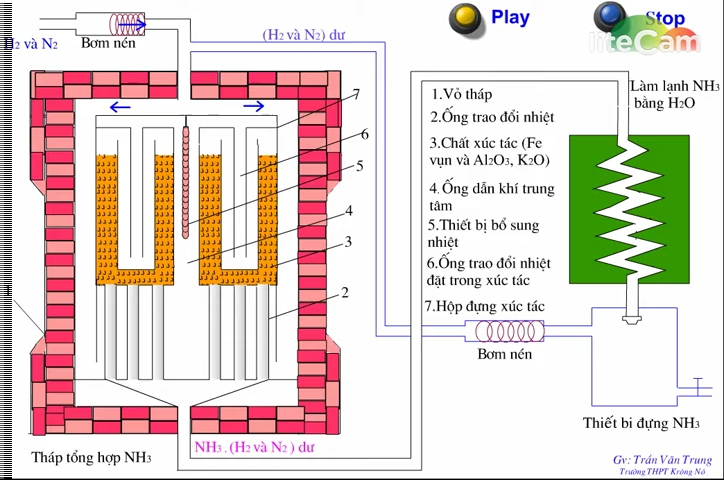 Play
Stop
liteCam
H2 và N2
Bơm nén
(H2 và N2) dư
Làm lạnh NH3
bằng H2O
1.Vỏ tháp
2.Ống trao đổi nhiệt
3.Chất xúc tác (Fe
vụn và Al2O3, K2O)
4. Ống dẫn khí trung
tâm
5.Thiết bị bổ sung
nhiệt
6.Ống trao đổi nhiệt
đặt trong xúc tác
7.Hộp đựng xúc tác
7
6
5
4
3
2
1
Bơm nén
Thiết bi đựng NH3
NH3 , (H2 và N2 ) dư
Tháp tổng hợp NH3
Gv: Trần Văn Trung
Trường THPT Krông Nô